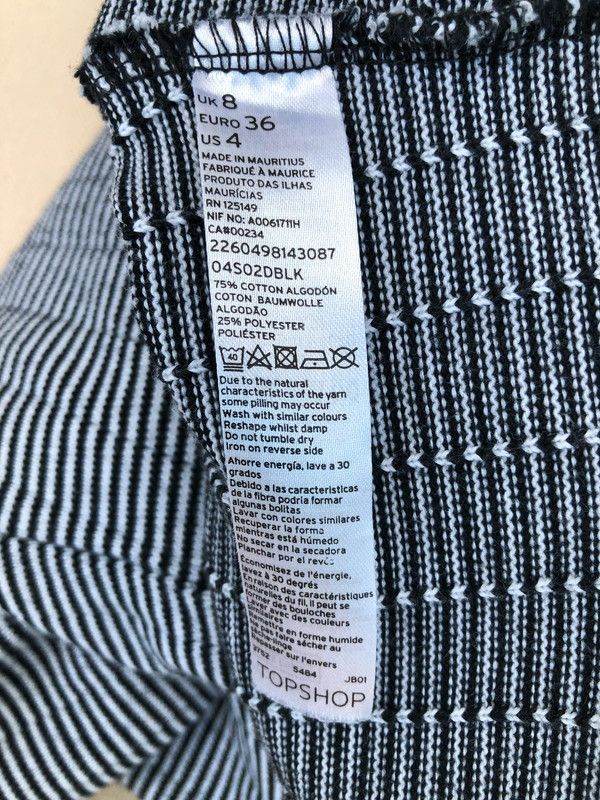 UK 8
EURO 36
US 4
MADE IN MAURITIUS
FABRIQUÉ À MAURICE
PRODUTO DAS ILHAS
MAURÍCIAS
RN 125149
NIF NO: A0061711H
CA#00234
2260498143087
04S02DBLK
75% COTTON ALGODÓN
COTON BAUMWOLLE
ALGODÃO
25% POLYESTER
POLIÉSTER
40
Due to the natural
characteristics of the yarn
some pilling may occur
Wash with similar colours
Reshape whilst damp
Do not tumble dry
Iron on reverse side
Ahorre energía, lave a 30
grados
Debido a las características
de la fibra podría formar
algunas bolitas
Lavar con colores similares
Recuperar la forma
mientras está húmedo
No secar en la secadora
Planchar por el revés
Économisez de l'énergie,
lavez à 30 degrés
En raison des caractéristiques
naturelles du fil, il peut se
former des bouloches
Laver avec des couleurs
similaires
Remettre en forme humide
Ne pas faire sécher au
sèche-linge
Repasser sur l'envers
3752 5484 JB01
TOPSHOP